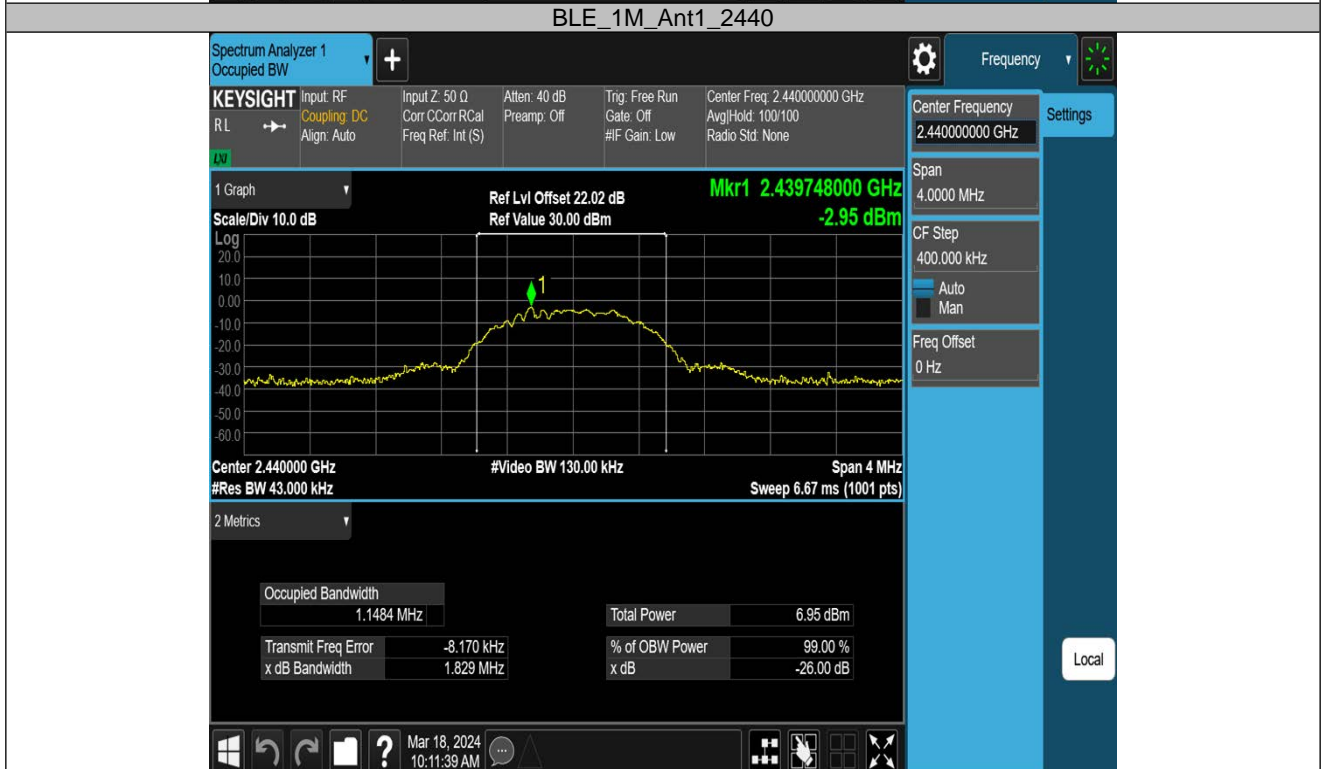 BLE_1M_Ant1_2440
Spectrum Analyzer 1
Occupied BW
+
Frequency
KEYSIGHT
RL
LXI
Input: RF
Coupling: DC
Align: Auto
Input Z: 50 Ω
Corr CCorr RCal
Freq Ref: Int (S)
Atten: 40 dB
Preamp: Off
Trig: Free Run
Gate: Off
#IF Gain: Low
Center Freq: 2.440000000 GHz
Avg|Hold: 100/100
Radio Std: None
Center Frequency
2.440000000 GHz
Settings
Span
4.0000 MHz
CF Step
400.000 kHz
Auto
Man
Freq Offset
0 Hz
Local
1 Graph
Scale/Div 10.0 dB
Ref Lvl Offset 22.02 dB
Ref Value 30.00 dBm
Mkr1 2.439748000 GHz
-2.95 dBm
Log
20.0
10.0
0.00
-10.0
-20.0
-30.0
-40.0
-50.0
-60.0
1
Center 2.440000 GHz
#Res BW 43.000 kHz
#Video BW 130.00 kHz
Span 4 MHz
Sweep 6.67 ms (1001 pts)
2 Metrics
Occupied Bandwidth
1.1484 MHz
Total Power 6.95 dBm
Transmit Freq Error -8.170 kHz
% of OBW Power 99.00 %
x dB Bandwidth 1.829 MHz
x dB -26.00 dB
?
Mar 18, 2024
10:11:39 AM